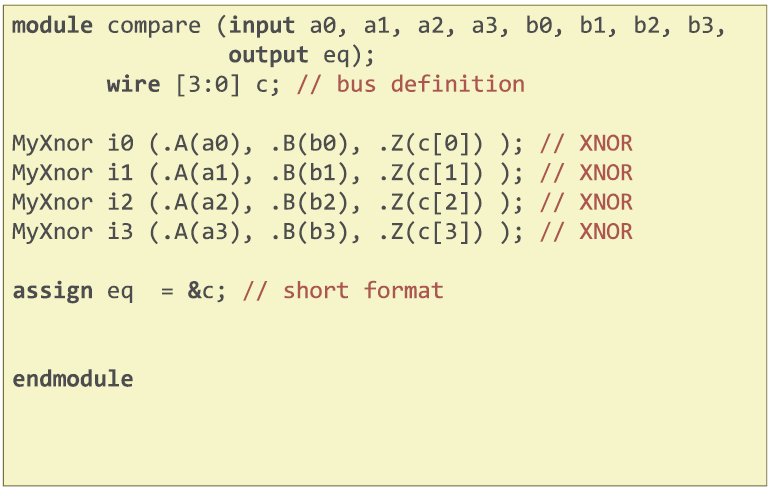 module compare (input a0, a1, a2, a3, b0, b1, b2, b3,
output eq);
wire [3:0] c; // bus definition
MyXnor i0 (.A(a0), .B(b0), .Z(c[0]) ); // XNOR
MyXnor i1 (.A(a1), .B(b1), .Z(c[1]) ); // XNOR
MyXnor i2 (.A(a2), .B(b2), .Z(c[2]) ); // XNOR
MyXnor i3 (.A(a3), .B(b3), .Z(c[3]) ); // XNOR
assign eq  = &c; // short format
endmodule